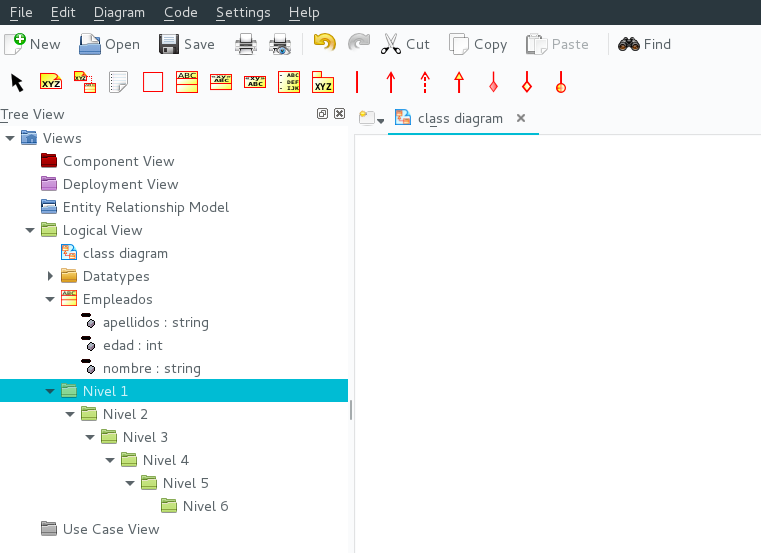 File Edit Diagram Code Settings Help
New Open Save Cut Copy Paste Find
XYZ XYZ ABC XYZ ABC XY ABC ABC DEF IJK XYZ
Tree View
class diagram
Views
Component View
Deployment View
Entity Relationship Model
Logical View
class diagram
Datatypes
ABC Empleados
apellidos : string
edad : int
nombre : string
Nivel 1
Nivel 2
Nivel 3
Nivel 4
Nivel 5
Nivel 6
Use Case View